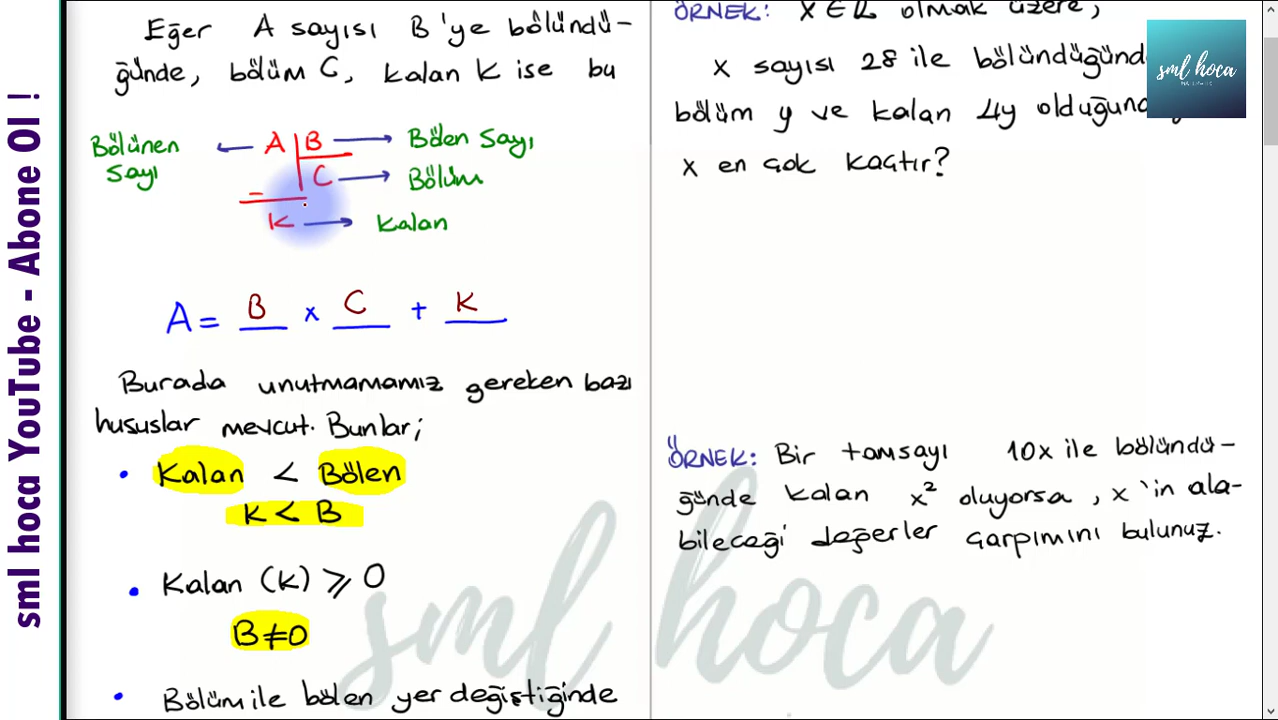 sml hoca YouTube - Abone Ol !
Eğer A sayısı B'ye bölündü-
ğünde, bölüm C, kalan K ise bu
Bölünen
Sayı
A B
Bölen Sayı
C
Bölüm
K
Kalan
A = B x C + K
Burada unutmamamız gereken bazı
hususlar mevcut. Bunlar;
• Kalan < Bölen
K < B
• Kalan (K) ⩾ 0
B≠0
• Bölüm ile bölen yer değiştiğinde
ÖRNEK: X ∈ Z olmak üzere,
x sayısı 28 ile bölündüğünde
bölüm y ve kalan 4y olduğuna
x en çok kaçtır?
sml hoca
ÖRNEK: Bir tamsayı 10x ile bölündü-
ğünde kalan x² oluyorsa, x'in ala-
bileceği değerler çarpımını bulunuz.
sml hoca